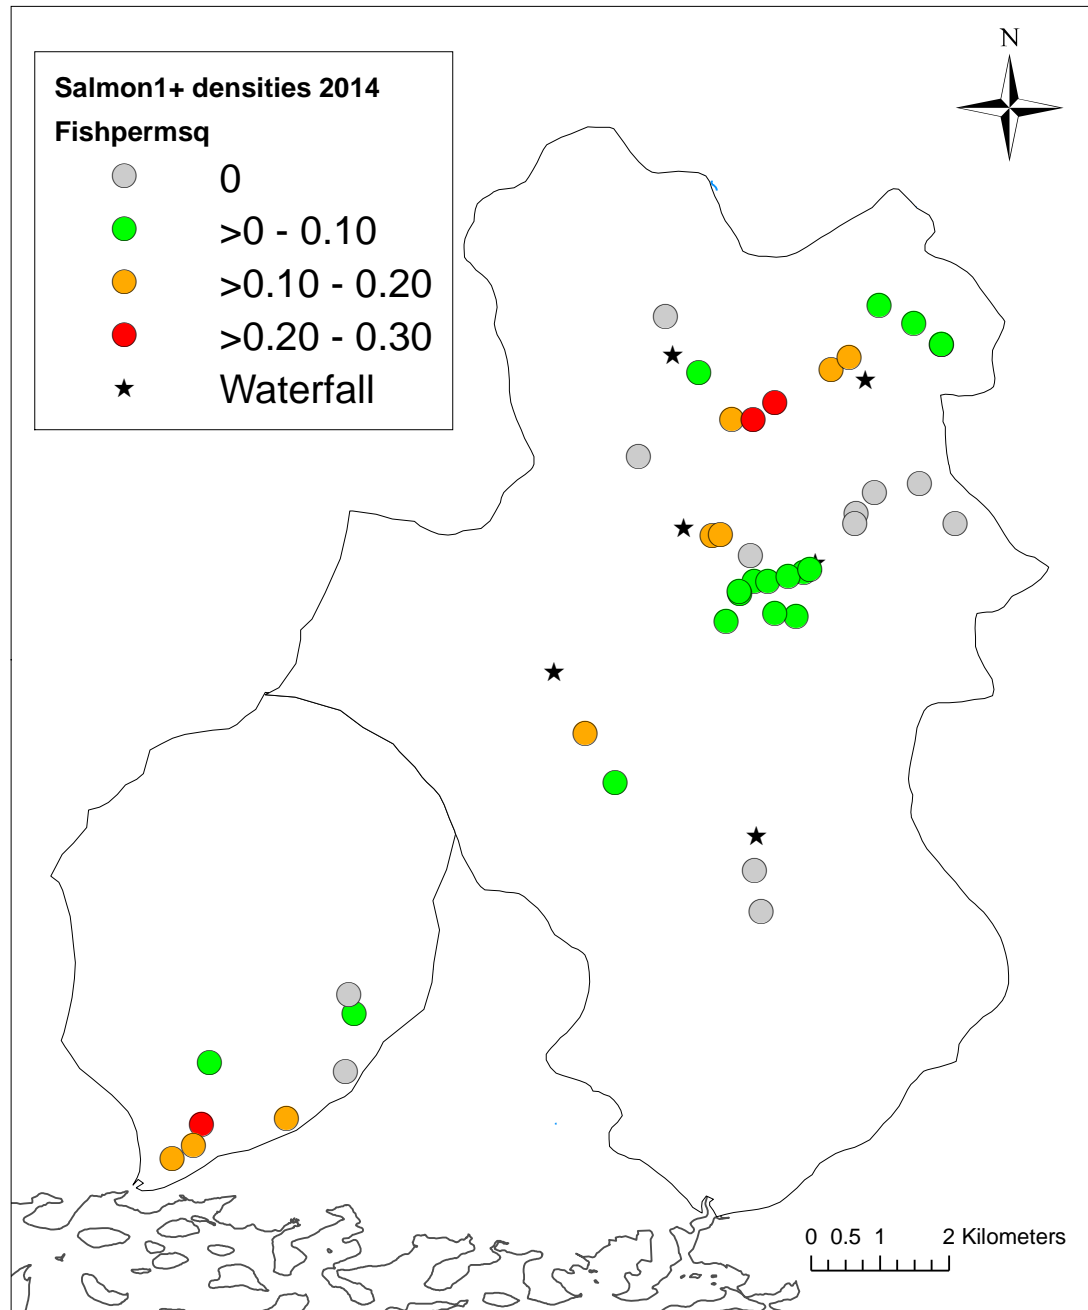 N
Salmon1+ densities 2014
Fishpermsq
0
>0 - 0.10
>0.10 - 0.20
>0.20 - 0.30
Waterfall
0 0.5 1 2 Kilometers